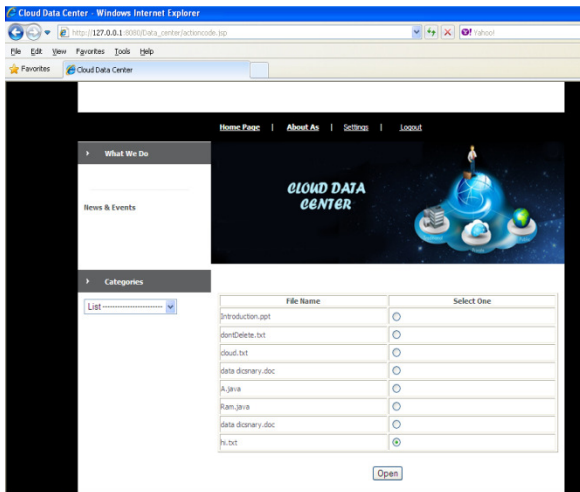 Cloud Data Center - Windows Internet Explorer
http://127.0.0.1:8080/Data_center/actioncode.jsp
Yahoo!
File Edit View Favorites Tools Help
Favorites
Cloud Data Center
Home Page | About As | Settings | Logout
What We Do
CLOUD DATA
CENTER
News & Events
Categories
List -----------------------
File Name Select One
Introduction.ppt
dontDelete.txt
cloud.txt
data dicsnary.doc
A.java
Ram.java
data dicsnary.doc
hi.txt
Open